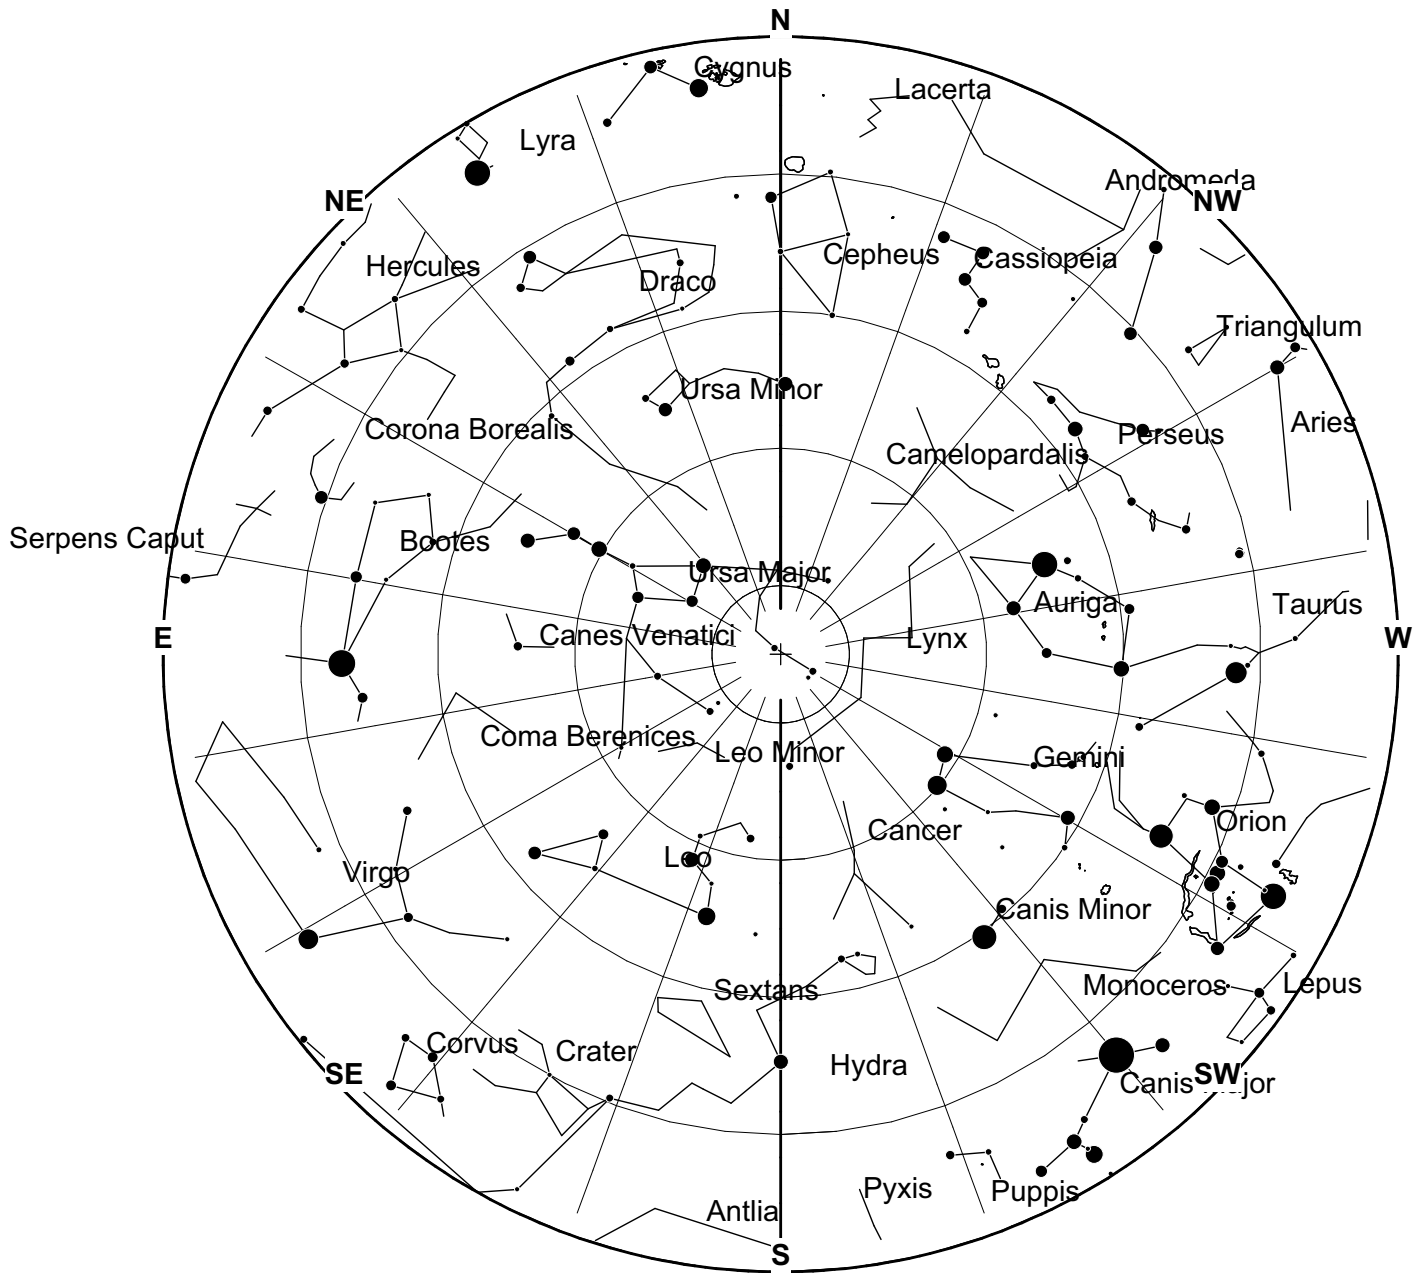 N
Cygnus
Lacerta
Lyra
Andromeda
NE
NW
Cepheus
Cassiopeia
Hercules
Draco
Triangulum
Ursa Minor
Aries
Corona Borealis
Perseus
Camelopardalis
Serpens Caput
Bootes
Ursa Major
Auriga
Taurus
E
Canes Venatici
Lynx
W
Coma Berenices
Leo Minor
Gemini
Cancer
Orion
Leo
Virgo
Canis Minor
Sextans
Monoceros
Lepus
Corvus
Crater
Hydra
SE
SW
Canis Major
Pyxis
Puppis
Antlia
S